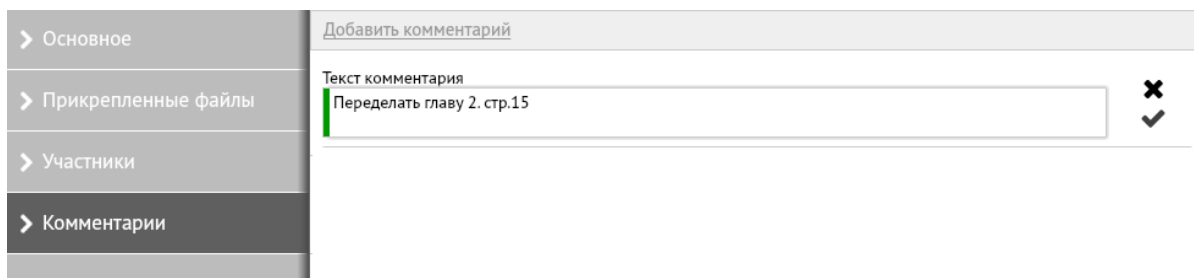 Основное
Прикрепленные файлы
Участники
Комментарии
Добавить комментарий
Текст комментария
Переделать главу 2. стр.15